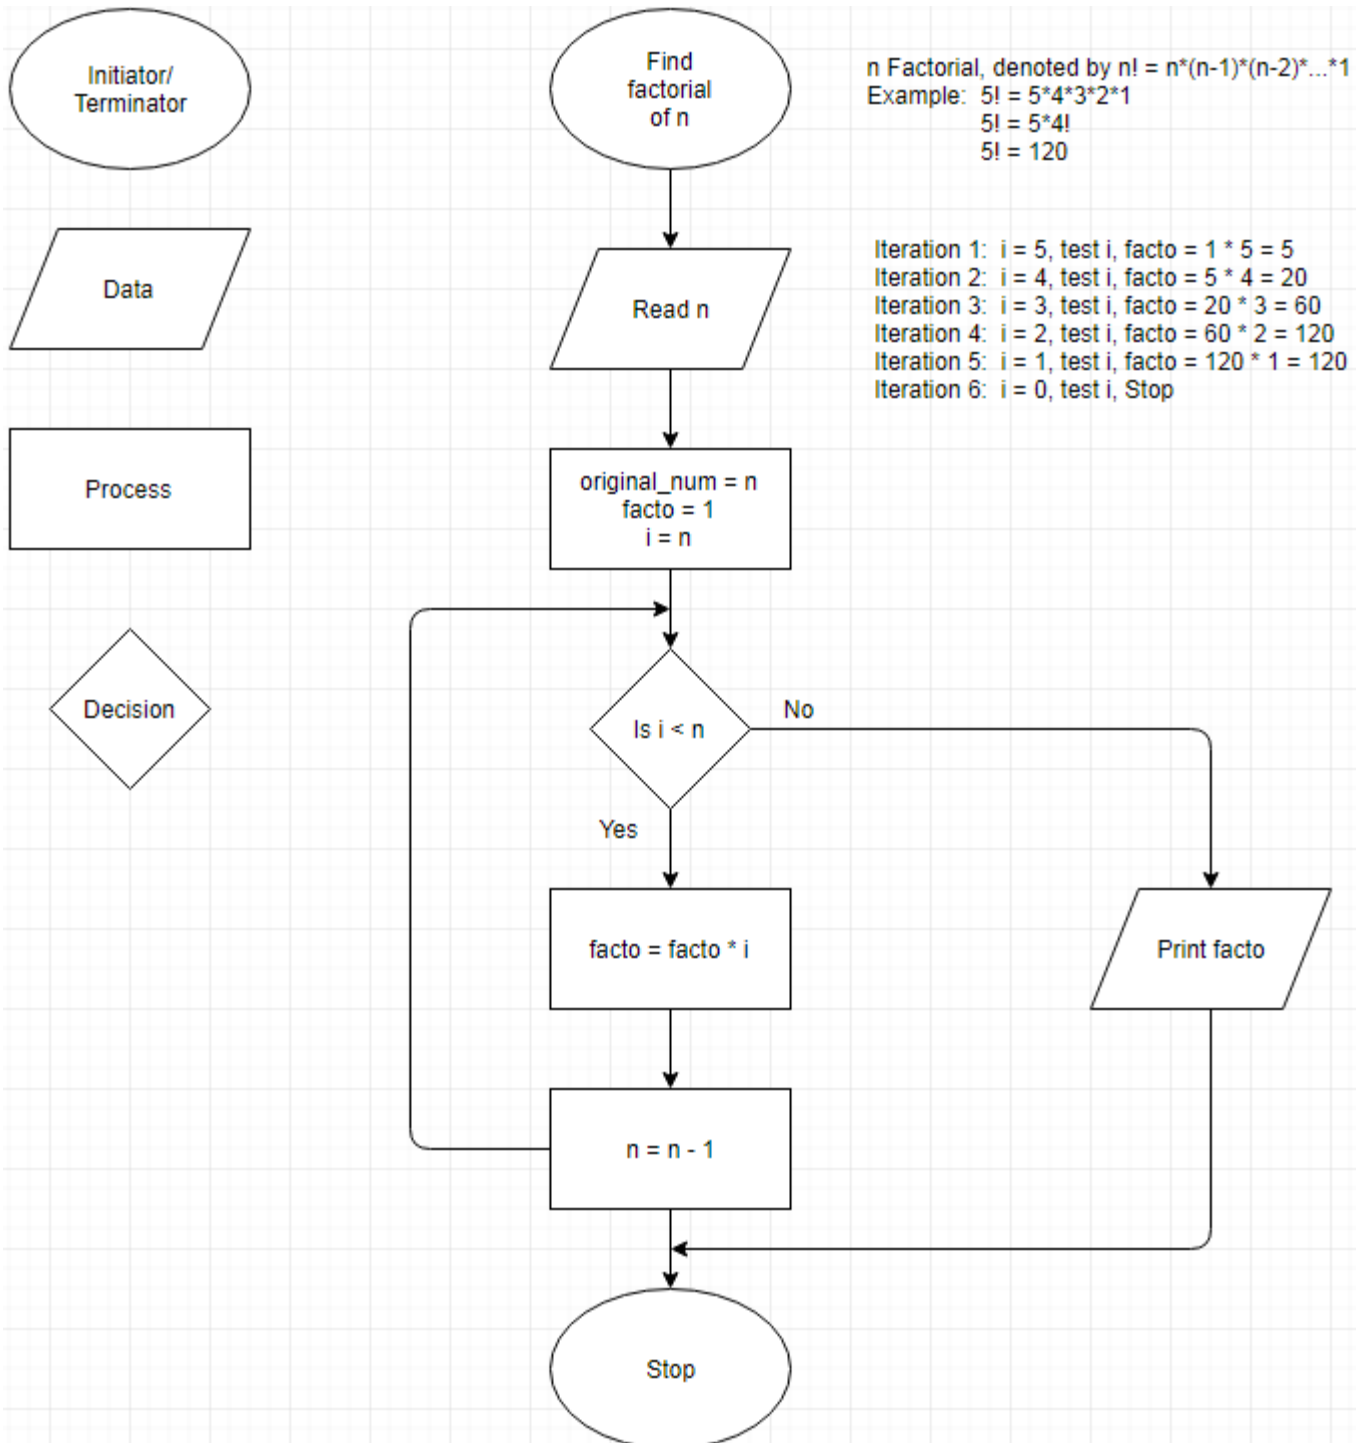 Initiator/
Terminator
Data
Process
Decision
Find
factorial
of n
Read n
original_num = n
facto = 1
i = n
Is i < n
No
Yes
facto = facto * i
n = n - 1
Print facto
Stop
n Factorial, denoted by n! = n*(n-1)*(n-2)*...*1
Example: 5! = 5*4*3*2*1
5! = 5*4!
5! = 120
Iteration 1: i = 5, test i, facto = 1 * 5 = 5
Iteration 2: i = 4, test i, facto = 5 * 4 = 20
Iteration 3: i = 3, test i, facto = 20 * 3 = 60
Iteration 4: i = 2, test i, facto = 60 * 2 = 120
Iteration 5: i = 1, test i, facto = 120 * 1 = 120
Iteration 6: i = 0, test i, Stop